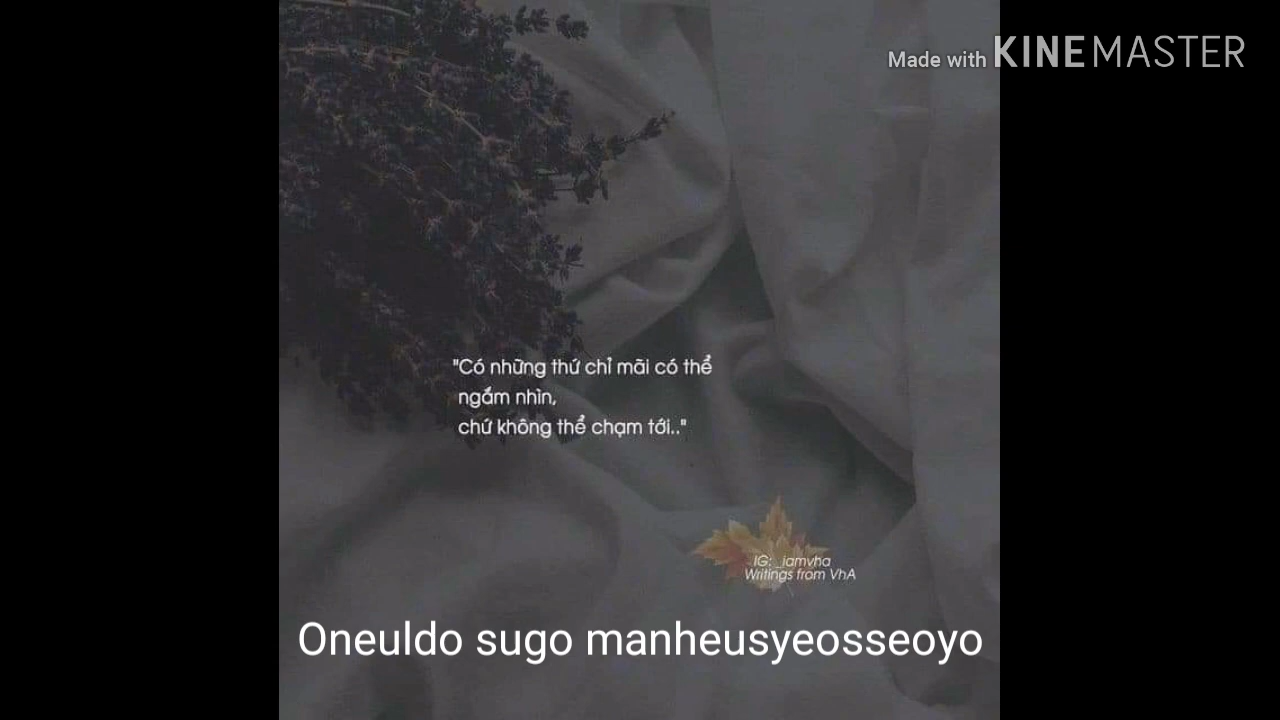 Made with KINEMASTER
"Có những thứ chỉ mãi có thể
ngắm nhìn,
chứ không thể chạm tới.."
IG: _iamvha
Writings from VhA
Oneuldo sugo manheusyeosseoyo